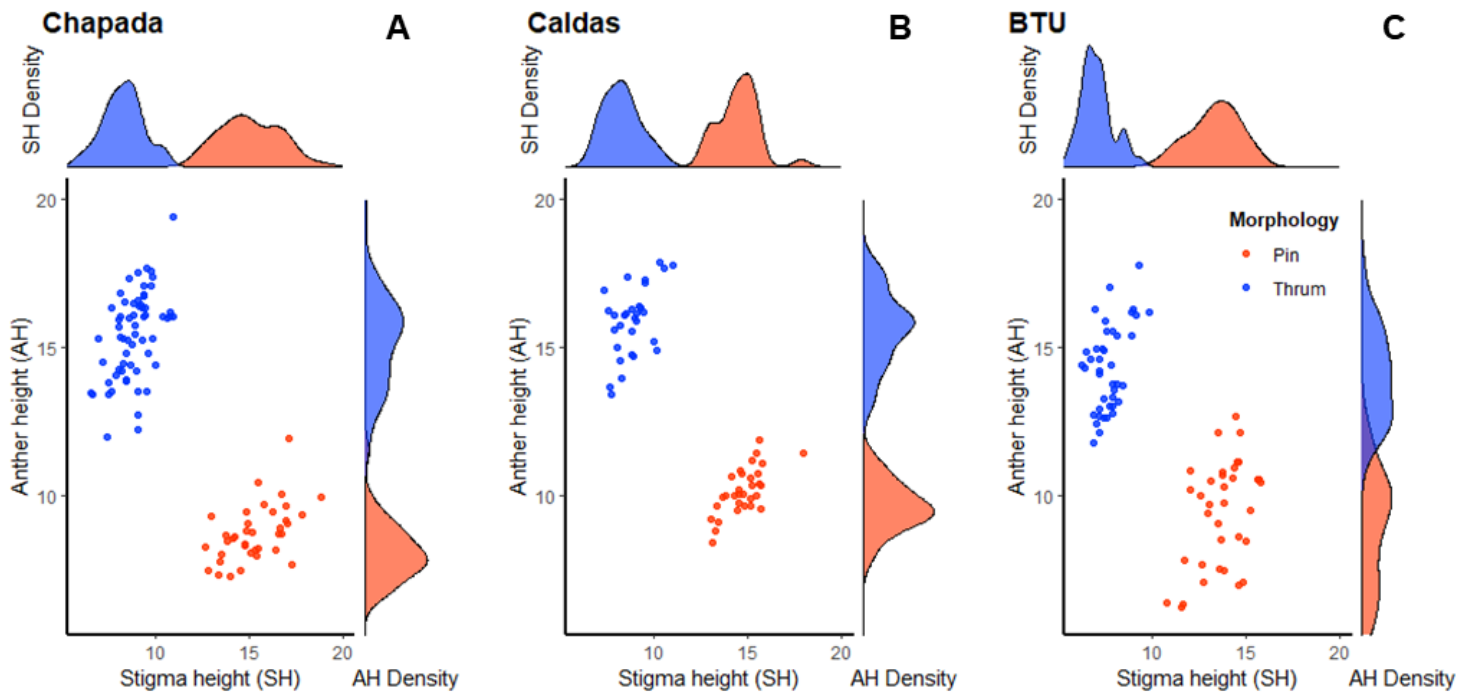 Chapada A
SH Density
20
15
10
Anther height (AH)
10 15 20
Stigma height (SH)
AH Density
Caldas B
SH Density
20
15
10
Anther height (AH)
10 15 20
Stigma height (SH)
AH Density
BTU C
SH Density
20
15
10
Anther height (AH)
Morphology
Pin
Thrum
10 15 20
Stigma height (SH)
AH Density